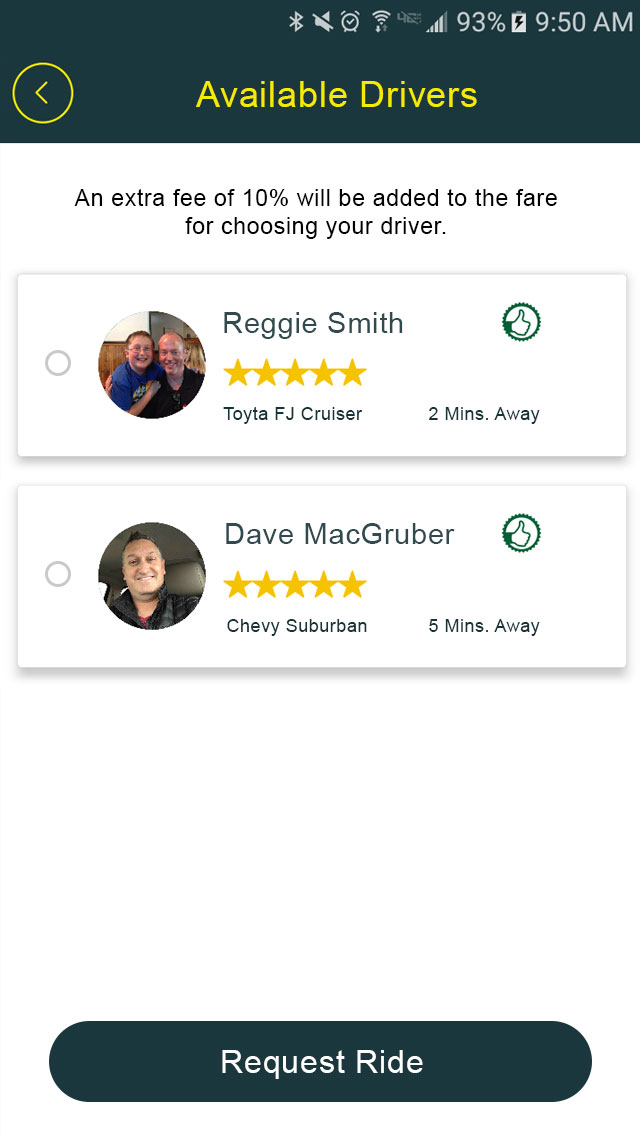 93% 9:50 AM
Available Drivers
An extra fee of 10% will be added to the fare
for choosing your driver.
Reggie Smith
Toyta FJ Cruiser 2 Mins. Away
Dave MacGruber
Chevy Suburban 5 Mins. Away
Request Ride